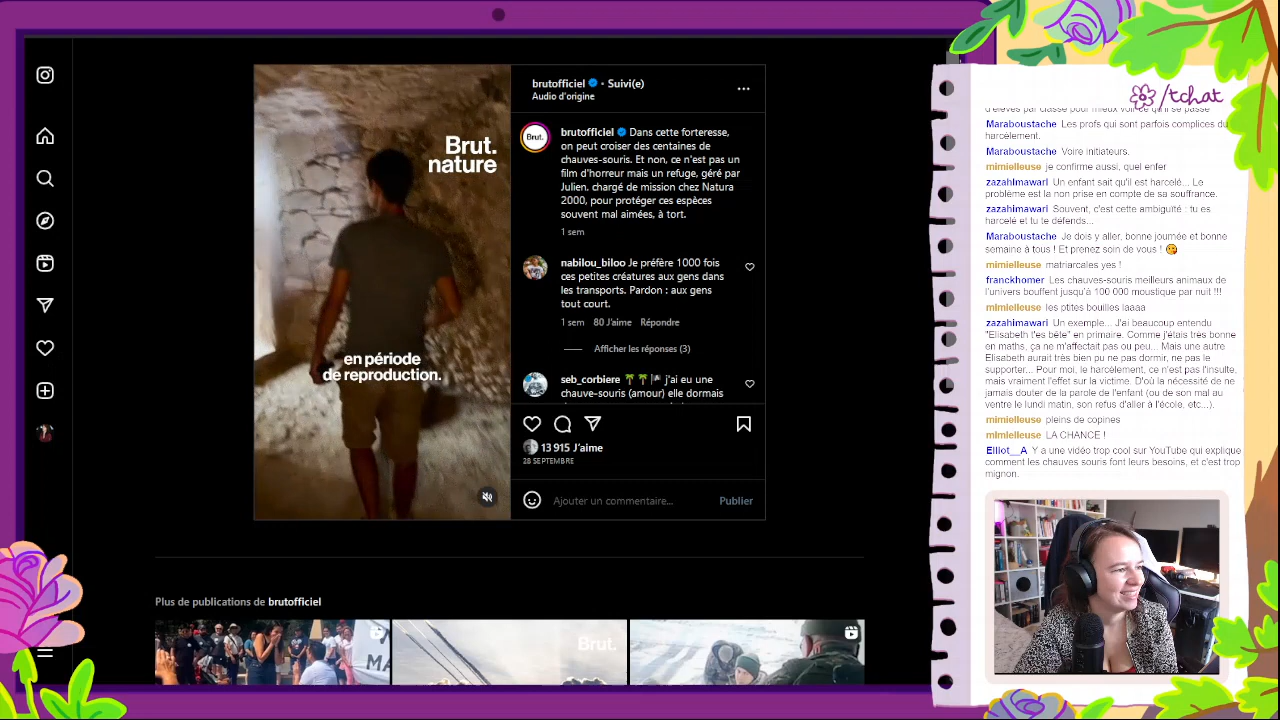 brutofficiel • Suivi(e)
Audio d'origine
Brut.
nature
en période
de reproduction.
Brut.
brutofficiel Dans cette forteresse,
on peut croiser des centaines de
chauves-souris. Et non, ce n'est pas un
film d'horreur mais un refuge, géré par
Julien. chargé de mission chez Natura
2000, pour protéger ces espèces
souvent mal aimées, à tort.
1 sem
nabilou_biloo Je préfère 1000 fois
ces petites créatures aux gens dans
les transports. Pardon : aux gens
tout court.
1 sem 80 J'aime Répondre
Afficher les réponses (3)
seb_corbiere 🌴 🌴 j'ai eu une
chauve-souris (amour) elle dormais
13 915 J'aime
28 SEPTEMBRE
Ajouter un commentaire... Publier
Plus de publications de brutofficiel
MA
Brut.
/tchat
d'élèves par classe pour mieux voir ce qu'il se passe
Maraboustache Les profs qui sont parfois complices du
harcèlement.
Maraboustache Voire initiateurs.
mimielleuse je confirme aussi, quel enfer
zazahimawari Un enfant sait qu'il est harcelé... Le
problème est la non prise en compte de sa souffrance.
zazahimawari Souvent, c'est cette ambiguïté : tu es
harcelé et tu te défends...
Maraboustache Je dois y aller, bonne journée et bonne
semaine à tous ! Et prenez soin de vous ! 😘
mimielleuse matriarcales yes !
franckhomer Les chauves-souris meilleurs animaux de
l'univers bouffent jusqu'à 100 000 moustique par nuit !!!
mimielleuse les ptites bouilles laaaa
zazahimawari Un exemple... J'ai beaucoup entendu
"Elisabeth t'es bête" en primaire. Comme j'étais très bonne
en maths, ça ne m'affectait pas ou peu... Mais une autre
Elisabeth aurait très bien pu ne pas dormir, ne pas le
supporter... Pour moi, le harcèlement, ce n'est pas l'insulte,
mais vraiment l'effet sur la victime. D'où la nécessité de ne
jamais douter de la parole de l'enfant (ou de son mal au
ventre le lundi matin, son refus d'aller à l'école, etc...).
mimielleuse pleins de copines
mimielleuse LA CHANCE !
Elliot__A Y a une vidéo trop cool sur YouTube qui explique
comment les chauves souris font leurs besoins, et c'est trop
mignon.